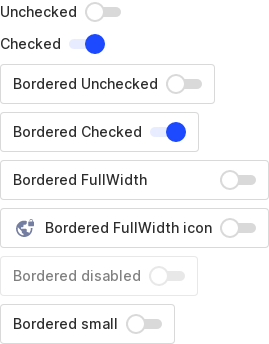 Unchecked
Checked
Bordered Unchecked
Bordered Checked
Bordered FullWidth
Bordered FullWidth icon
Bordered disabled
Bordered small